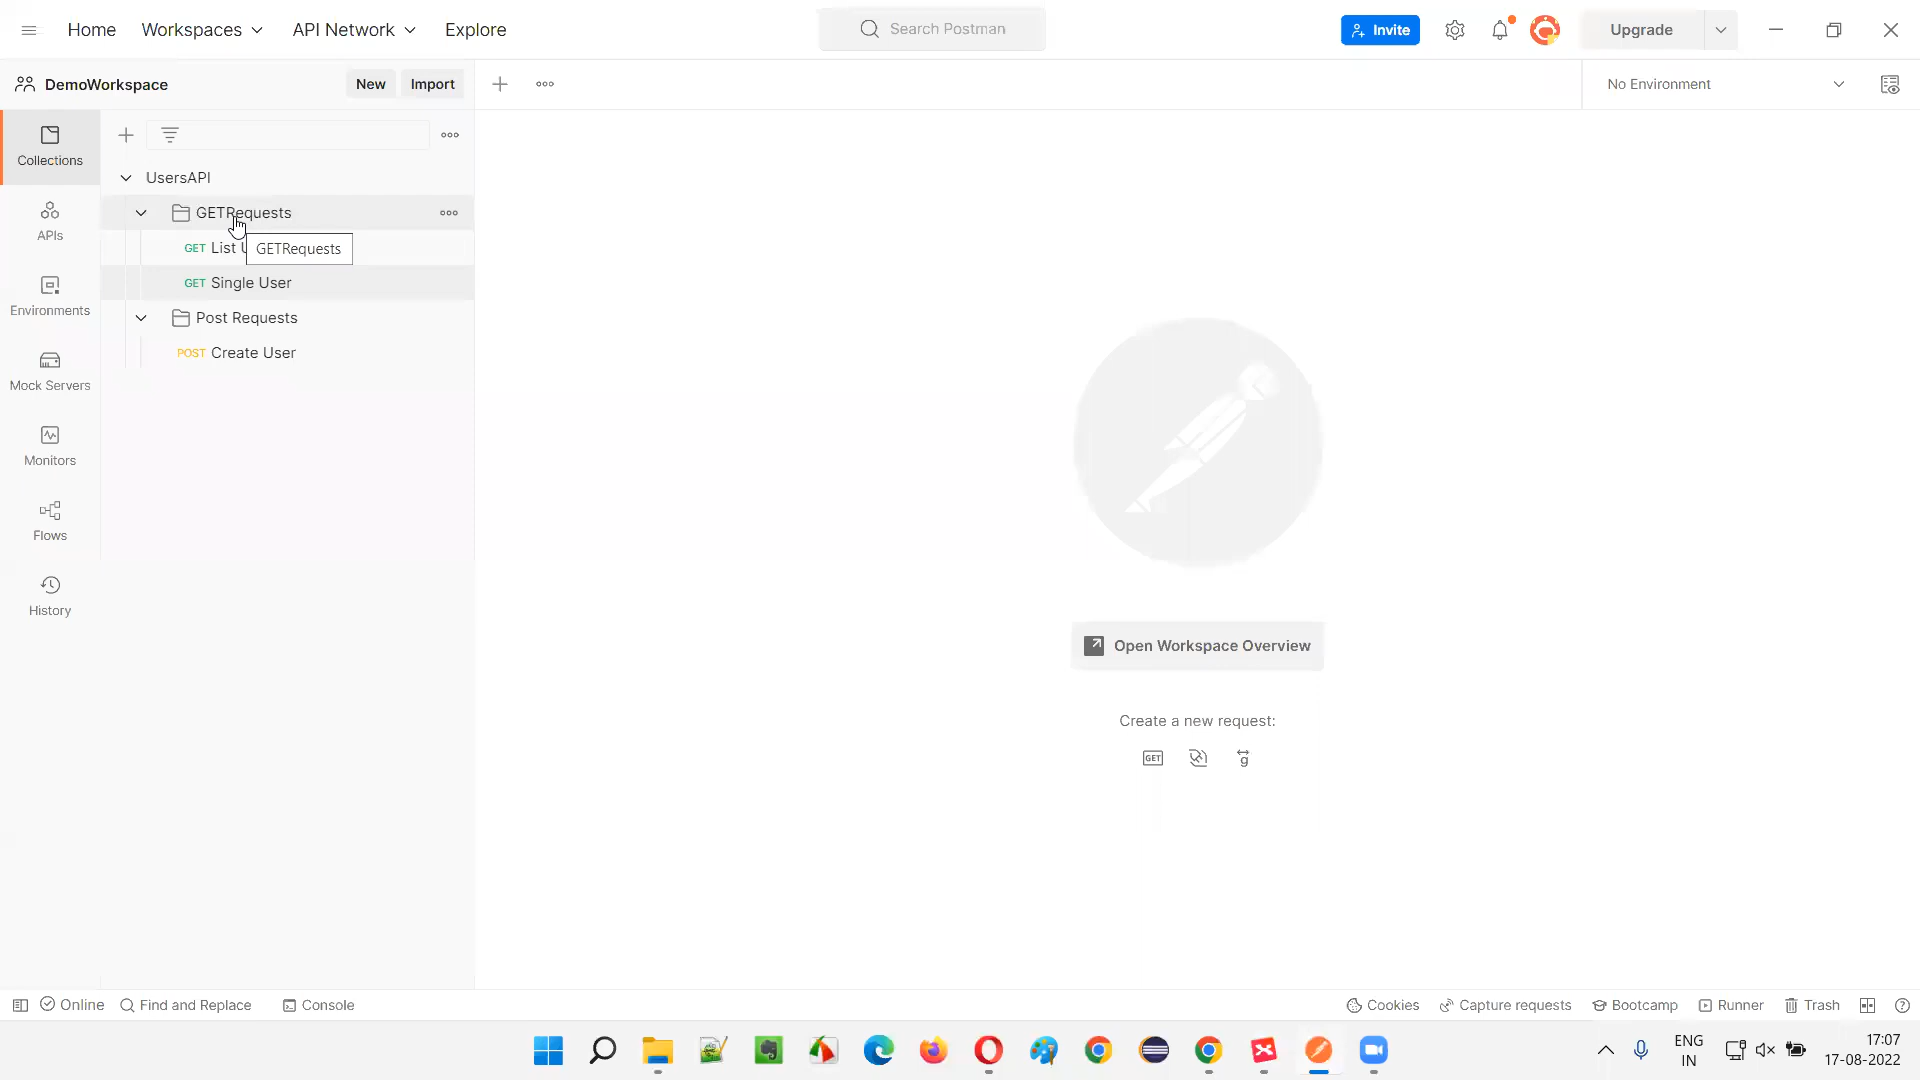 Home
Workspaces
API Network
Explore
Search Postman
Invite
Upgrade
DemoWorkspace
New
Import
No Environment
Collections
UsersAPI
GETRequests
GET List U
GETRequests
GET Single User
Post Requests
POST Create User
APIs
Environments
Mock Servers
Monitors
Flows
History
Open Workspace Overview
Create a new request:
GET
g
Online
Find and Replace
Console
Cookies
Capture requests
Bootcamp
Runner
Trash
ENG
IN
17:07
17-08-2022